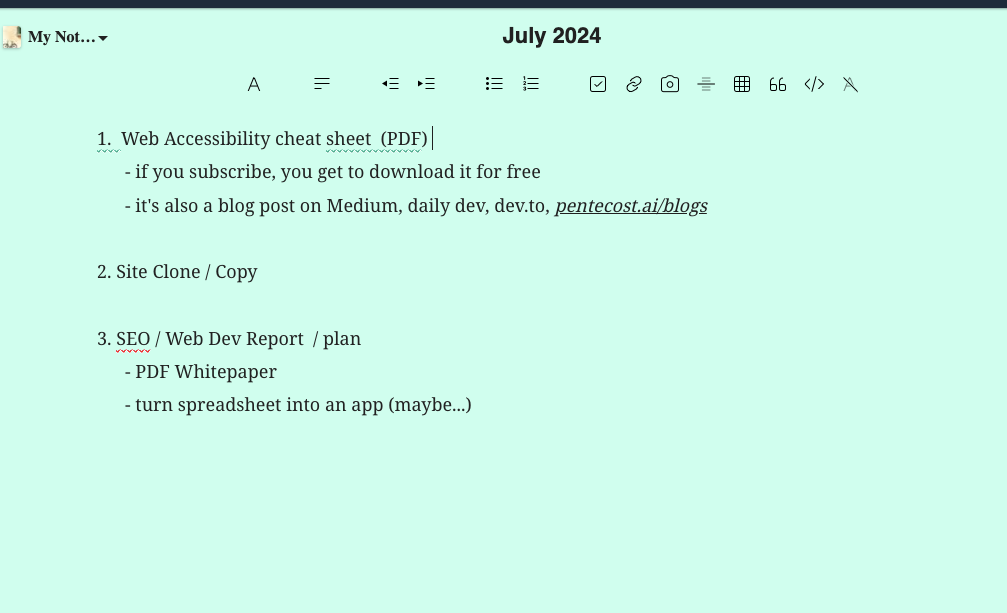 My Not...
July 2024
1. Web Accessibility cheat sheet (PDF)
- if you subscribe, you get to download it for free
- it's also a blog post on Medium, daily dev, dev.to, pentecost.ai/blogs
2. Site Clone / Copy
3. SEO / Web Dev Report / plan
- PDF Whitepaper
- turn spreadsheet into an app (maybe...)